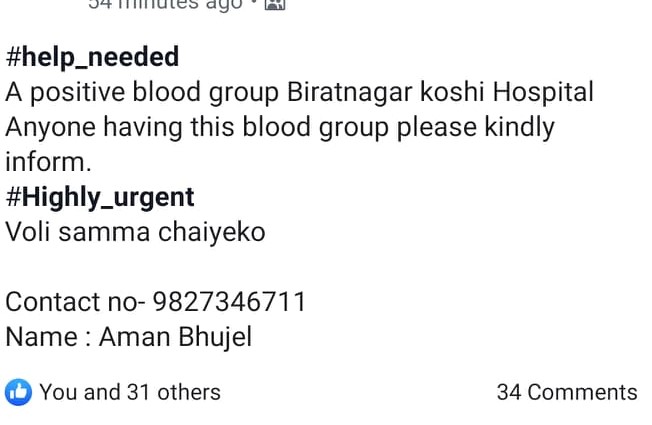 54 minutes ago ·
#help_needed
A positive blood group Biratnagar koshi Hospital
Anyone having this blood group please kindly
inform.
#Highly_urgent
Voli samma chaiyeko
Contact no- 9827346711
Name : Aman Bhujel
You and 31 others 34 Comments